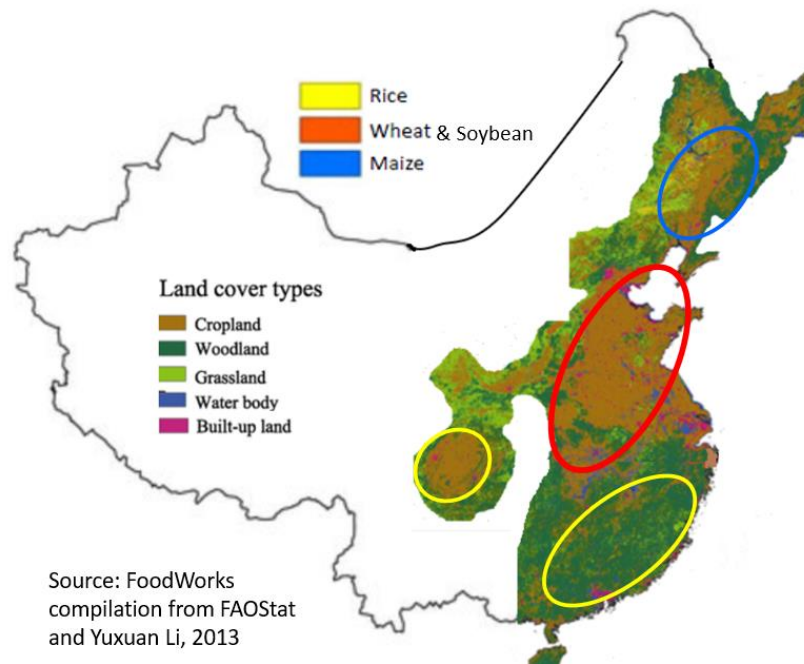 Rice
Wheat & Soybean
Maize
Land cover types
Cropland
Woodland
Grassland
Water body
Built-up land
Source: FoodWorks
compilation from FAOStat
and Yuxuan Li, 2013